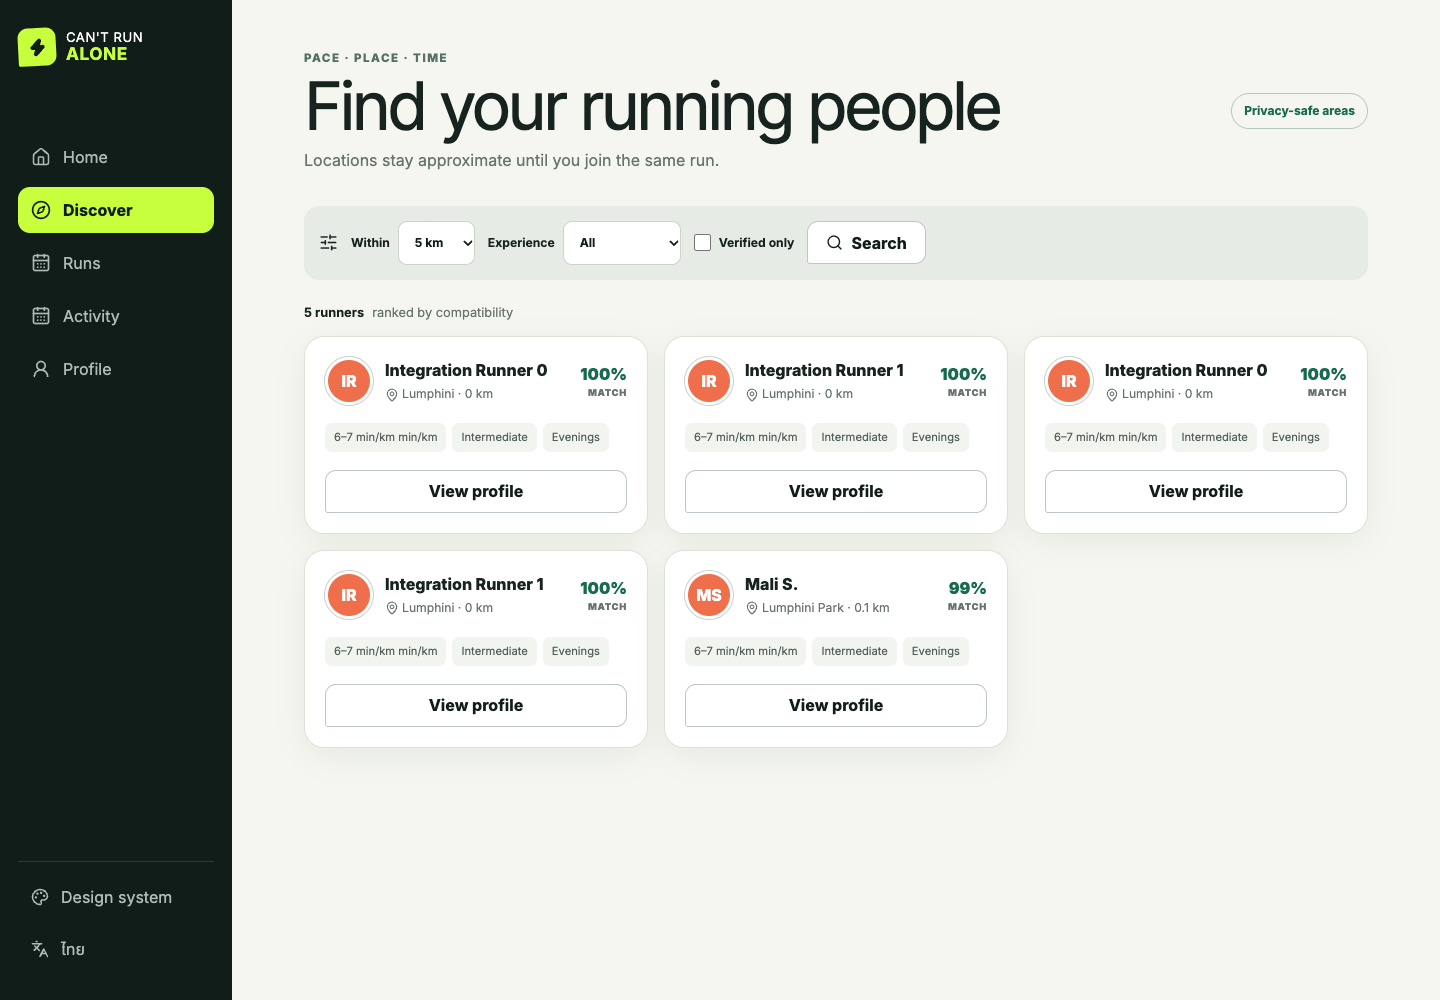 CAN'T RUN
ALONE
Home
Discover
Runs
Activity
Profile
Design system
ไทย
PACE · PLACE · TIME
Find your running people
Locations stay approximate until you join the same run.
Privacy-safe areas
Within 5 km Experience All Verified only Search
5 runners ranked by compatibility
IR
Integration Runner 0
Lumphini · 0 km
100%
MATCH
6–7 min/km min/km Intermediate Evenings
View profile
IR
Integration Runner 1
Lumphini · 0 km
100%
MATCH
6–7 min/km min/km Intermediate Evenings
View profile
IR
Integration Runner 0
Lumphini · 0 km
100%
MATCH
6–7 min/km min/km Intermediate Evenings
View profile
IR
Integration Runner 1
Lumphini · 0 km
100%
MATCH
6–7 min/km min/km Intermediate Evenings
View profile
MS
Mali S.
Lumphini Park · 0.1 km
99%
MATCH
6–7 min/km min/km Intermediate Evenings
View profile